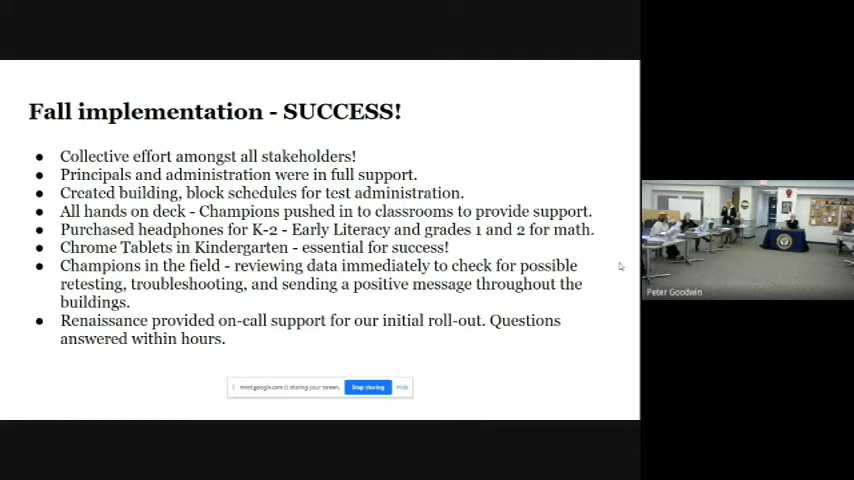 Fall implementation - SUCCESS!
● Collective effort amongst all stakeholders!
● Principals and administration were in full support.
● Created building, block schedules for test administration.
● All hands on deck - Champions pushed in to classrooms to provide support.
● Purchased headphones for K-2 - Early Literacy and grades 1 and 2 for math.
● Chrome Tablets in Kindergarten - essential for success!
● Champions in the field - reviewing data immediately to check for possible
retesting, troubleshooting, and sending a positive message throughout the
buildings.
● Renaissance provided on-call support for our initial roll-out. Questions
answered within hours.
meet.google.com is sharing your screen. Stop sharing Hide
Peter Goodwin